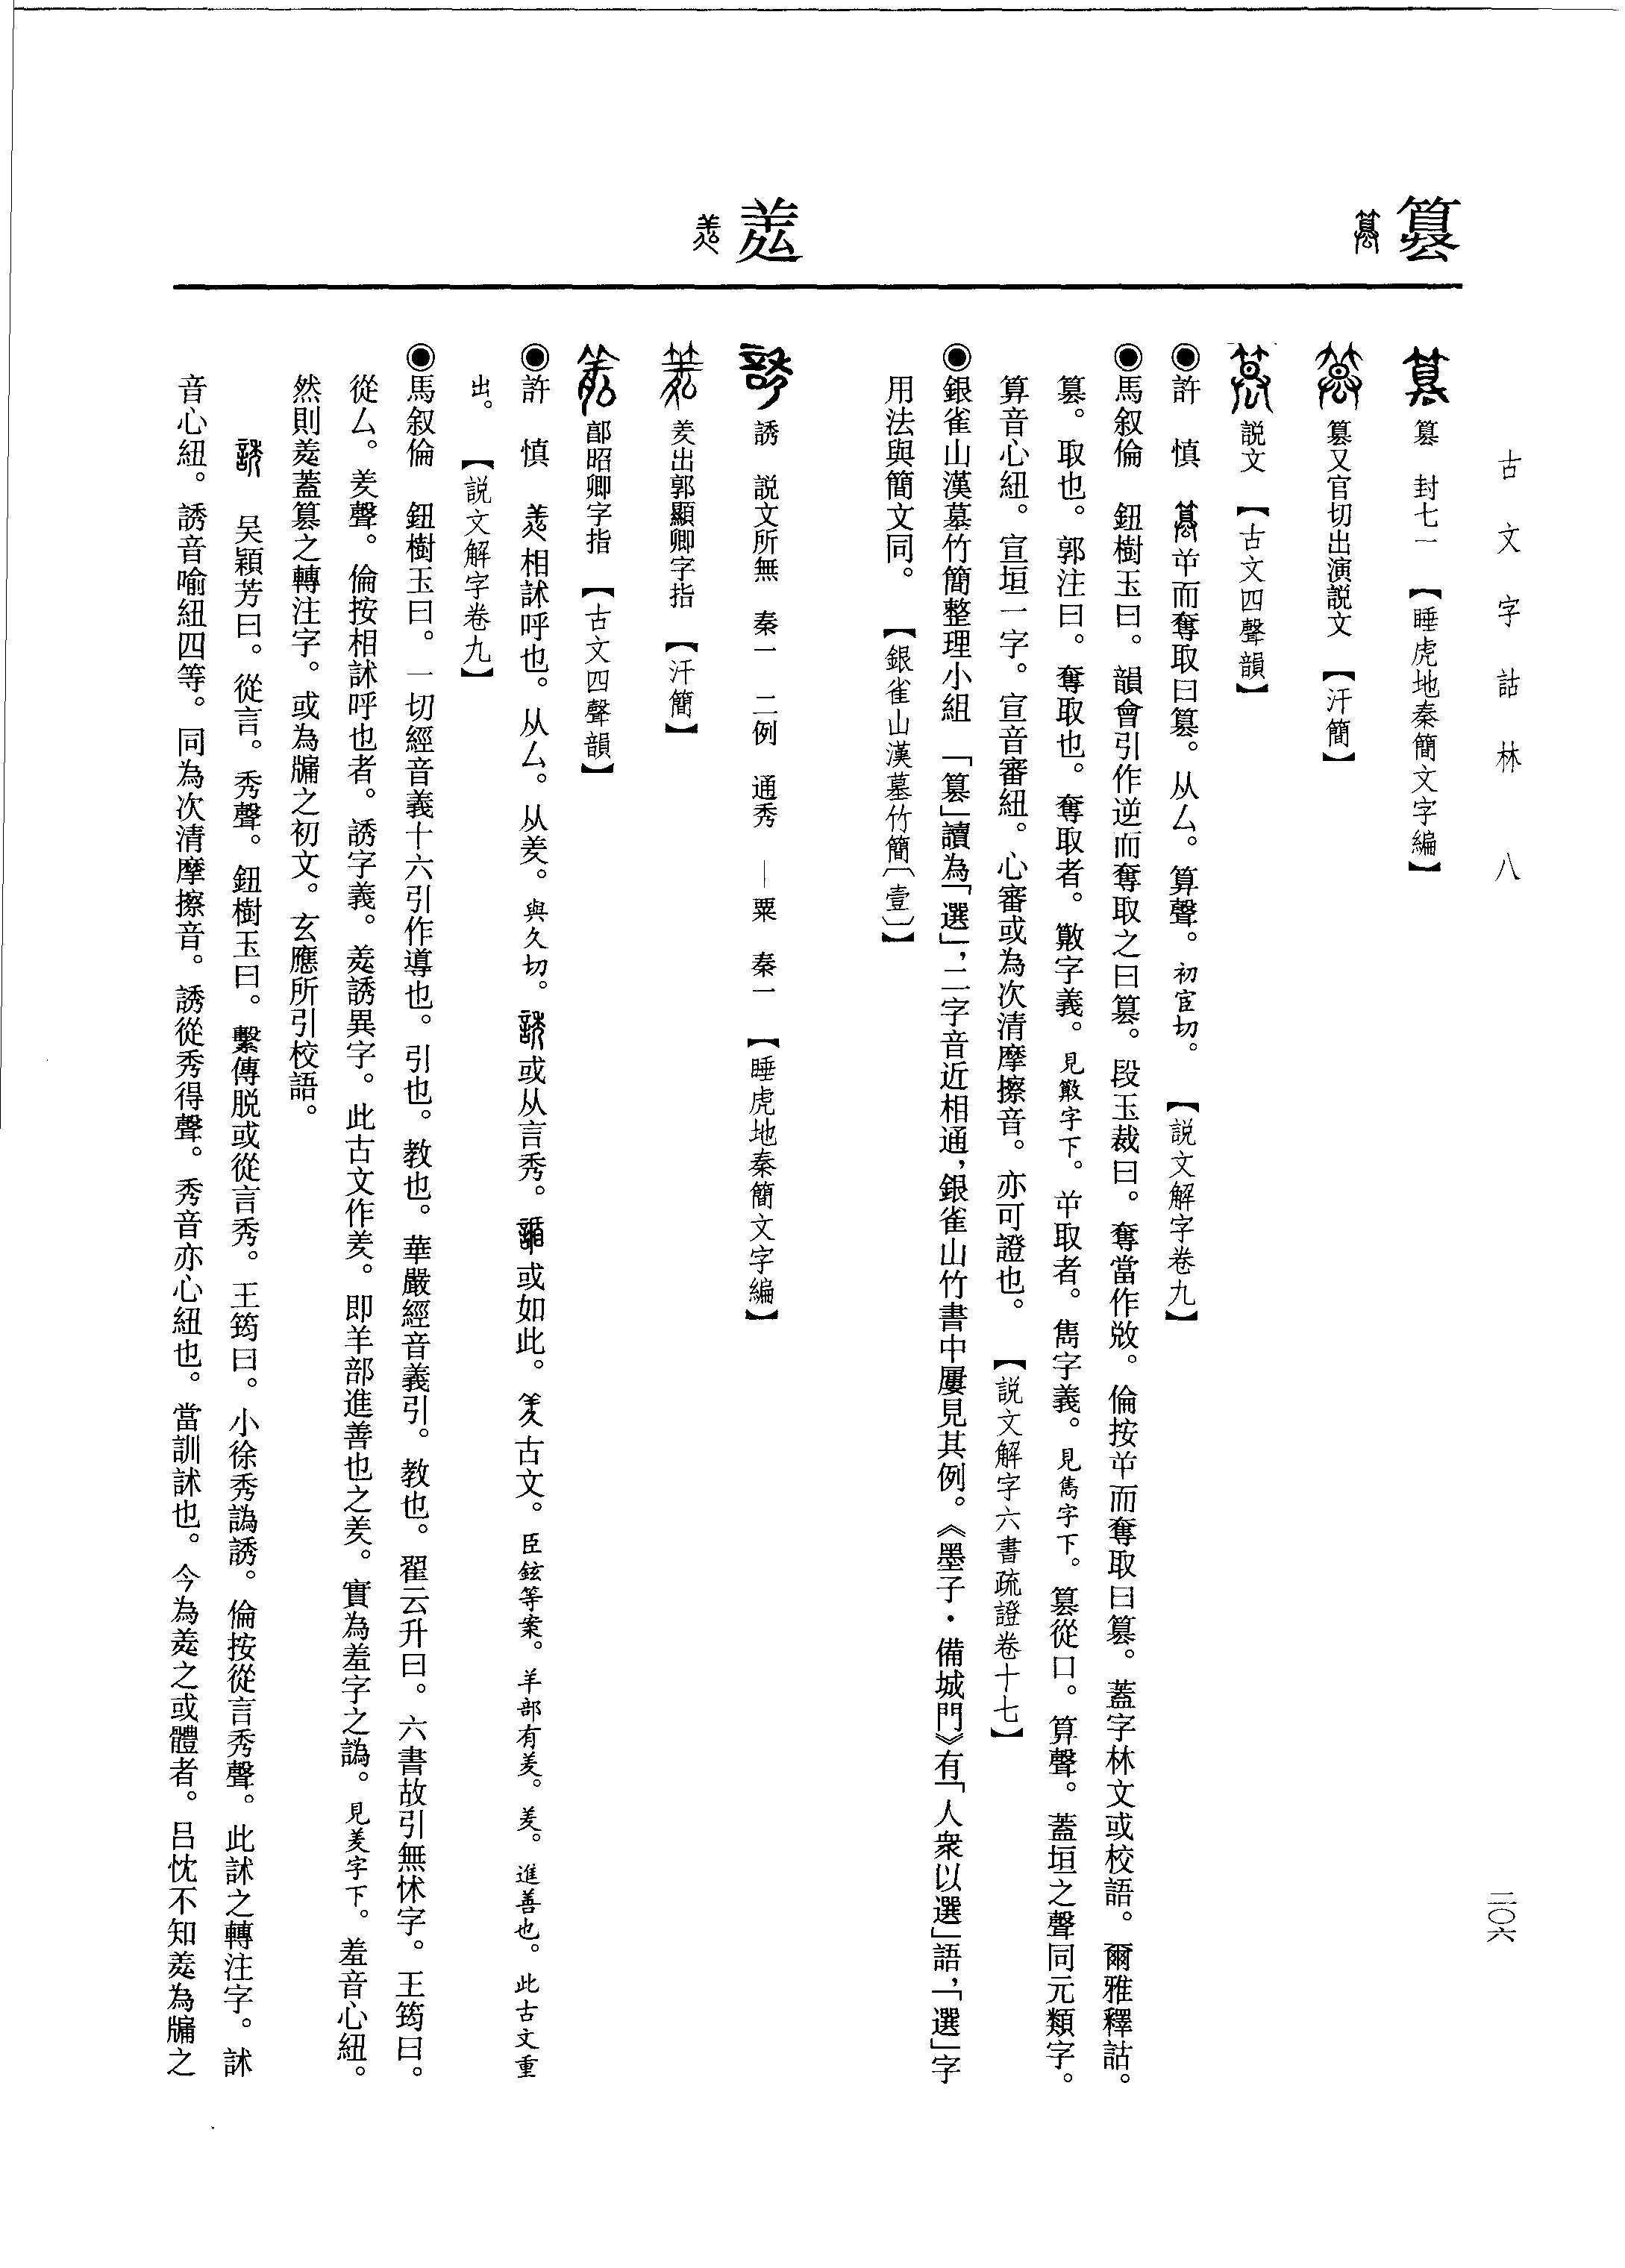 古文字詁林　八
二〇六
篡
篡　封七一　【睡虎地秦簡文字編】
篡又官切出演説文　【汗簡】
説文　【古文四聲韻】
◉許　慎　屰而奪取曰篡。从厶。算聲。初宦切。　【説文解字卷九】
◉馬叙倫　鈕樹玉曰。韻會引作逆而奪取之曰篡。段玉裁曰。奪當作敓。倫按屰而奪取曰篡。蓋字林文或校語。爾雅釋詁。
篡。取也。郭注曰。奪取也。奪取者。㪚字義。見㪚字下。屰取者。雋字義。見雋字下。篡從口。算聲。蓋垣之聲同元類字。
算音心紐。宣垣一字。宣音審紐。心審或為次清摩擦音。亦可證也。　【説文解字六書疏證卷十七】
◉銀雀山漢墓竹簡整理小組　「篡」讀為「選」，二字音近相通，銀雀山竹書中屢見其例。《墨子·備城門》有「人衆以選」語，「選」字
用法與簡文同。　【銀雀山漢墓竹簡〔壹〕】
㕗
誘　説文所無　秦一　二例　通秀　—粟　秦一　【睡虎地秦簡文字編】
羑出郭顯卿字指　【汗簡】
郭昭卿字指　【古文四聲韻】
◉許　慎　相訹呼也。从厶。从羑。與久切。或从言秀。或如此。古文。臣鉉等案。羊部有羑。羑。進善也。此古文重
出。　【説文解字卷九】
◉馬叙倫　鈕樹玉曰。一切經音義十六引作導也。引也。教也。華嚴經音義引。教也。翟云升曰。六書故引無怵字。王筠曰。
從厶。羑聲。倫按相訹呼也者。誘字義。㕗誘異字。此古文作羑。即羊部進善也之羑。實為羞字之譌。見羑字下。羞音心紐。
然則㕗蓋篡之轉注字。或為牖之初文。玄應所引校語。
吴穎芳曰。從言。秀聲。鈕樹玉曰。繫傳脱或從言秀。王筠曰。小徐秀譌誘。倫按從言秀聲。此訹之轉注字。訹
音心紐。誘音喻紐四等。同為次清摩擦音。誘從秀得聲。秀音亦心紐也。當訓訹也。今為㕗之或體者。吕忱不知㕗為牖之